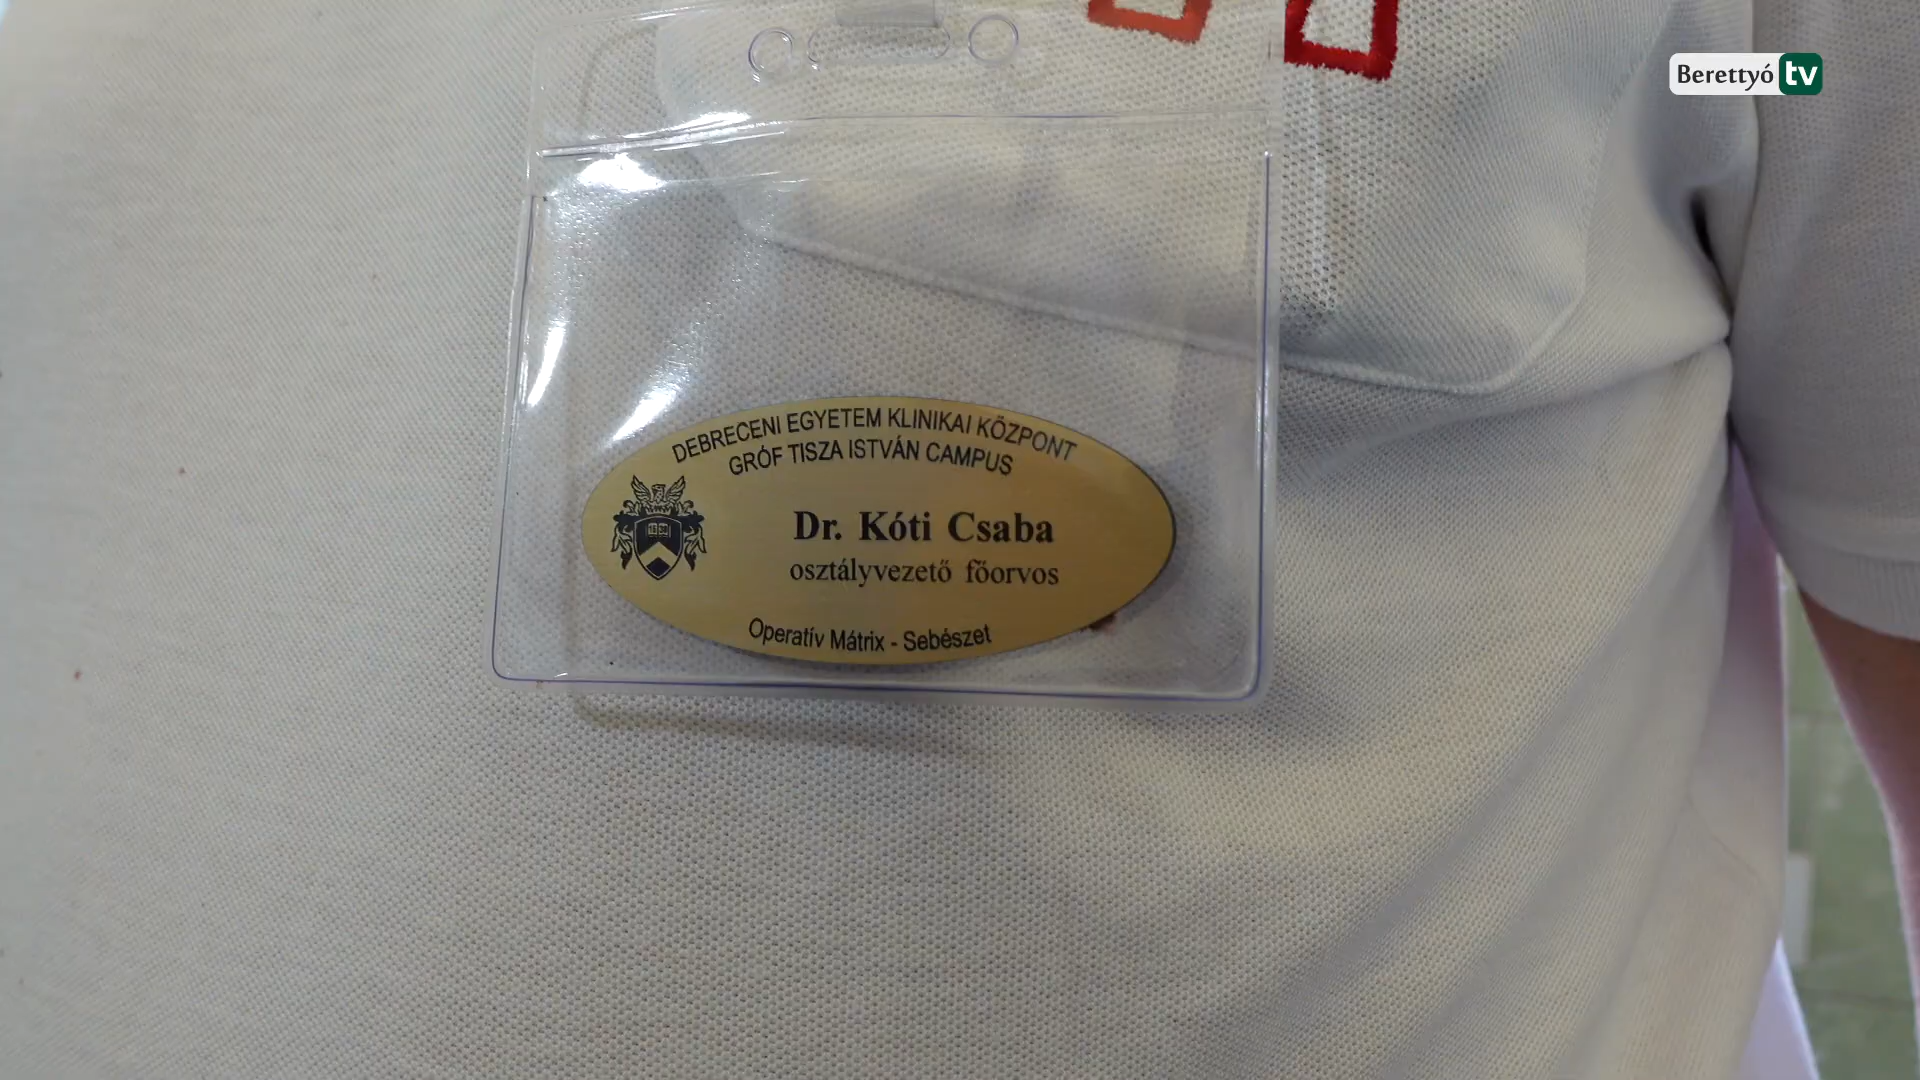 Berettyó tv
DEBRECENI EGYETEM KLINIKAI KÖZPONT
GRÓF TISZA ISTVÁN CAMPUS
Dr. Kóti Csaba
osztályvezető főorvos
Operatív Mátrix - Sebészet